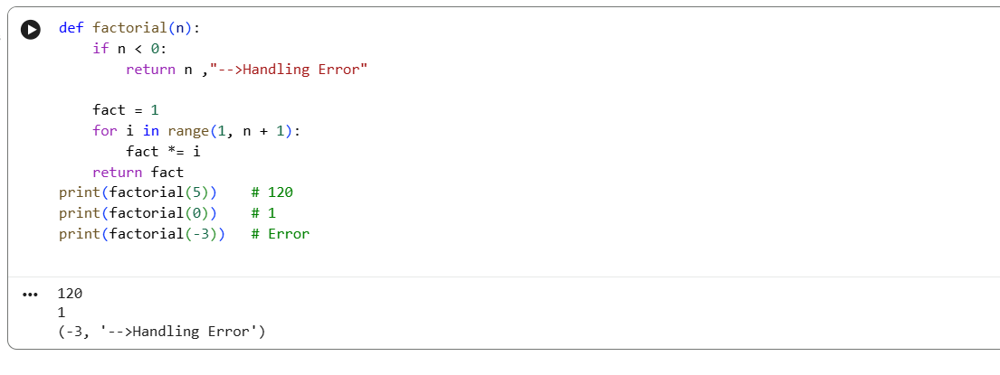 def factorial(n):
    if n < 0:
        return n ,"-->Handling Error"

    fact = 1
    for i in range(1, n + 1):
        fact *= i
    return fact
print(factorial(5))    # 120
print(factorial(0))    # 1
print(factorial(-3))   # Error
120
1
(-3, '-->Handling Error')